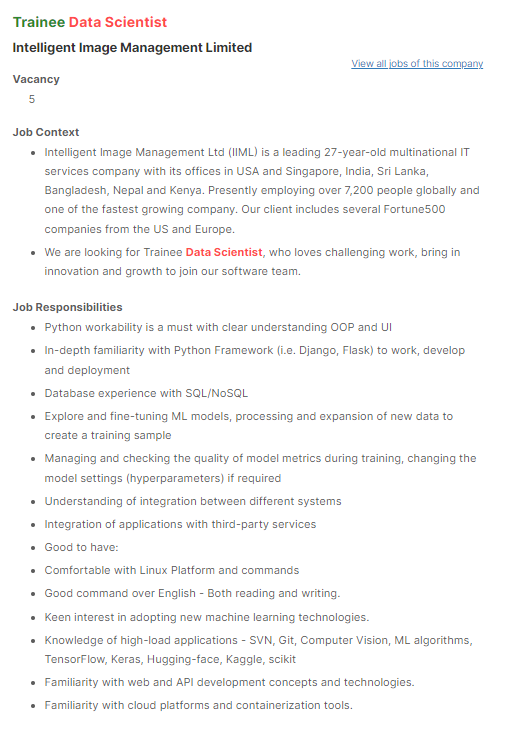 Trainee Data Scientist
Intelligent Image Management Limited
View all jobs of this company
Vacancy
5
Job Context
• Intelligent Image Management Ltd (IIML) is a leading 27-year-old multinational IT
services company with its offices in USA and Singapore, India, Sri Lanka,
Bangladesh, Nepal and Kenya. Presently employing over 7,200 people globally and
one of the fastest growing company. Our client includes several Fortune500
companies from the US and Europe.
• We are looking for Trainee Data Scientist, who loves challenging work, bring in
innovation and growth to join our software team.
Job Responsibilities
• Python workability is a must with clear understanding OOP and UI
• In-depth familiarity with Python Framework (i.e. Django, Flask) to work, develop
and deployment
• Database experience with SQL/NoSQL
• Explore and fine-tuning ML models, processing and expansion of new data to
create a training sample
• Managing and checking the quality of model metrics during training, changing the
model settings (hyperparameters) if required
• Understanding of integration between different systems
• Integration of applications with third-party services
• Good to have:
• Comfortable with Linux Platform and commands
• Good command over English - Both reading and writing.
• Keen interest in adopting new machine learning technologies.
• Knowledge of high-load applications - SVN, Git, Computer Vision, ML algorithms,
TensorFlow, Keras, Hugging-face, Kaggle, scikit
• Familiarity with web and API development concepts and technologies.
• Familiarity with cloud platforms and containerization tools.